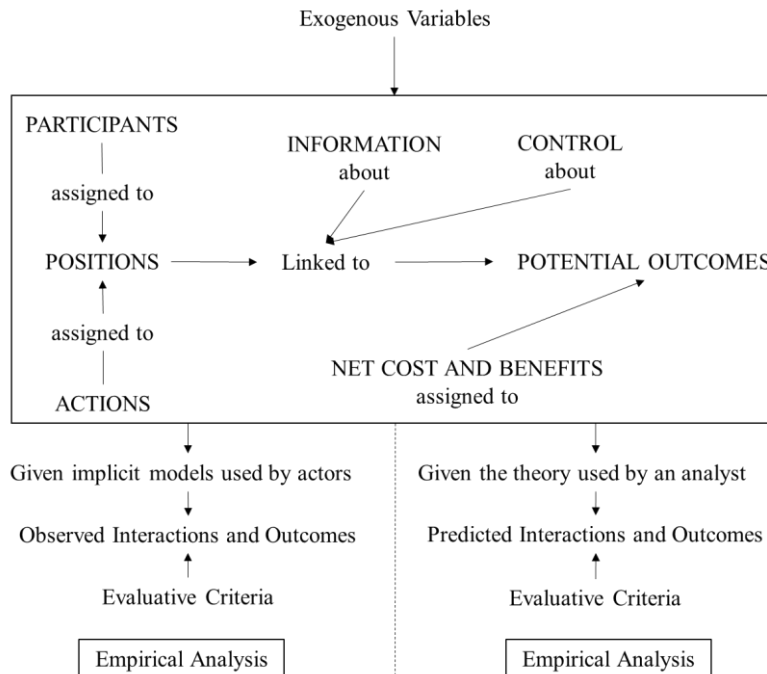 Exogenous Variables
PARTICIPANTS
INFORMATION
about
CONTROL
about
assigned to
POSITIONS
Linked to
POTENTIAL OUTCOMES
assigned to
NET COST AND BENEFITS
assigned to
ACTIONS
Given implicit models used by actors
Given the theory used by an analyst
Observed Interactions and Outcomes
Predicted Interactions and Outcomes
Evaluative Criteria
Evaluative Criteria
Empirical Analysis
Empirical Analysis